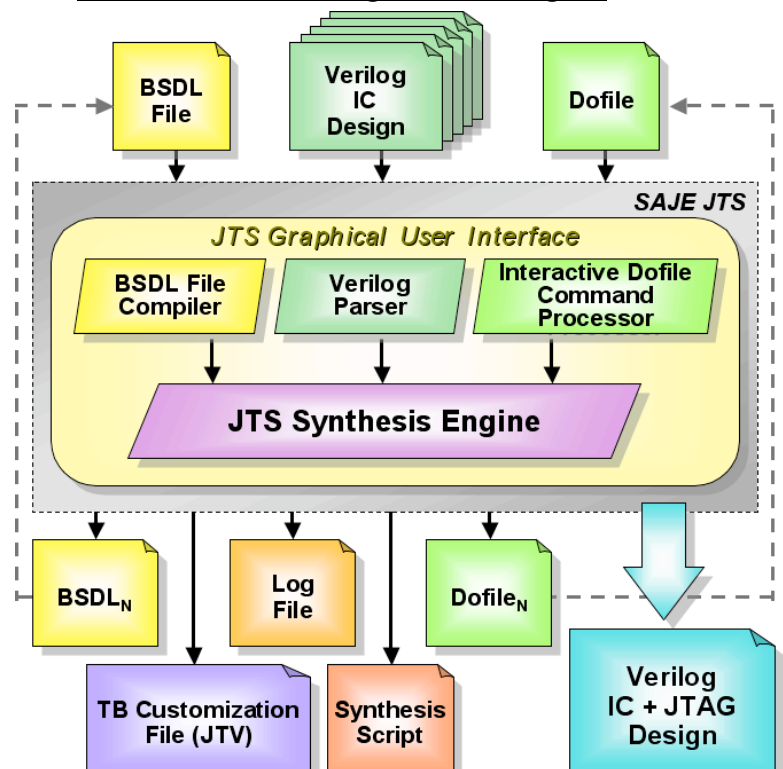 BSDL
File
Verilog
IC
Design
Dofile
SAJE JTS
JTS Graphical User Interface
BSDL File
Compiler
Verilog
Parser
Interactive Dofile
Command
Processor
JTS Synthesis Engine
BSDLN
Log
File
DofileN
TB Customization
File (JTV)
Synthesis
Script
Verilog
IC + JTAG
Design